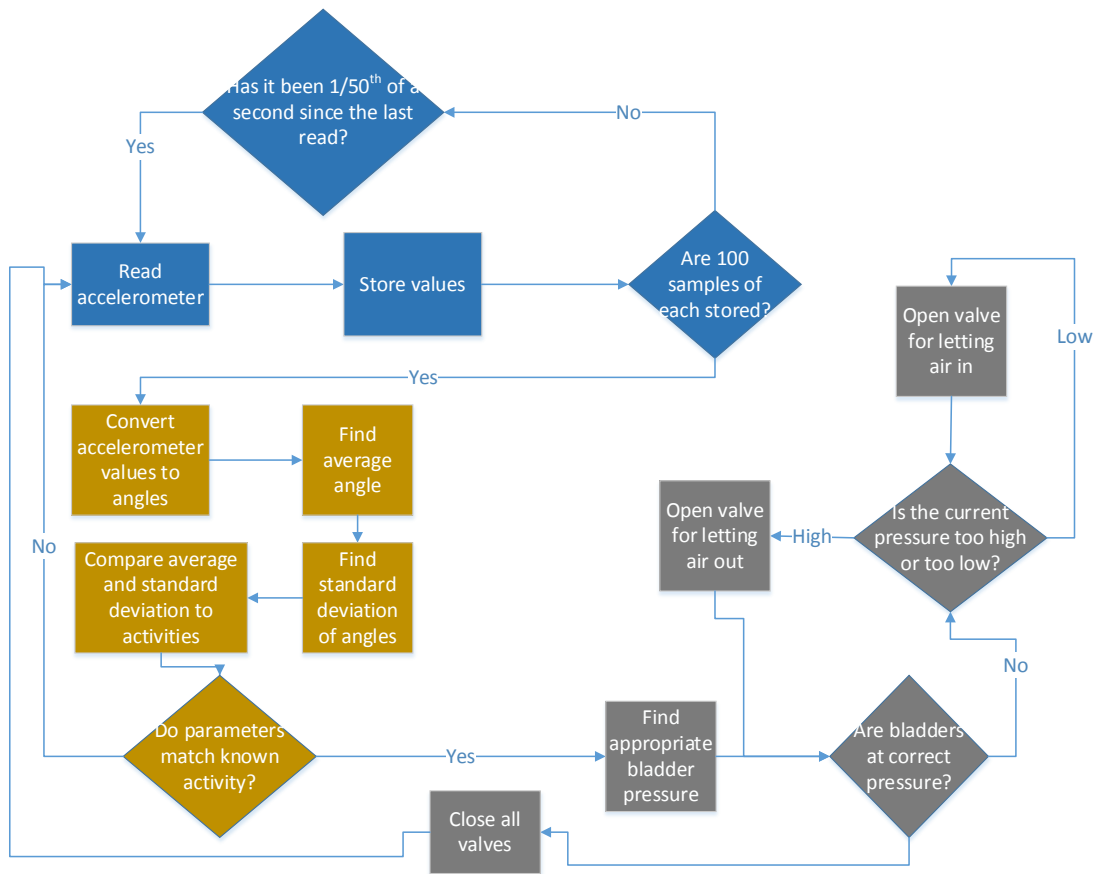 Has it been 1/50th of a
second since the last
read?
No
Yes
Read
accelerometer
Store values
Are 100
samples of
each stored?
Open valve
for letting
air in
Low
Yes
Convert
accelerometer
values to
angles
Find
average
angle
Open valve
for letting
air out
High
Is the current
pressure too high
or too low?
No
Compare average
and standard
deviation to
activities
Find
standard
deviation
of angles
No
Do parameters
match known
activity?
Yes
Find
appropriate
bladder
pressure
Are bladders
at correct
pressure?
Close all
valves